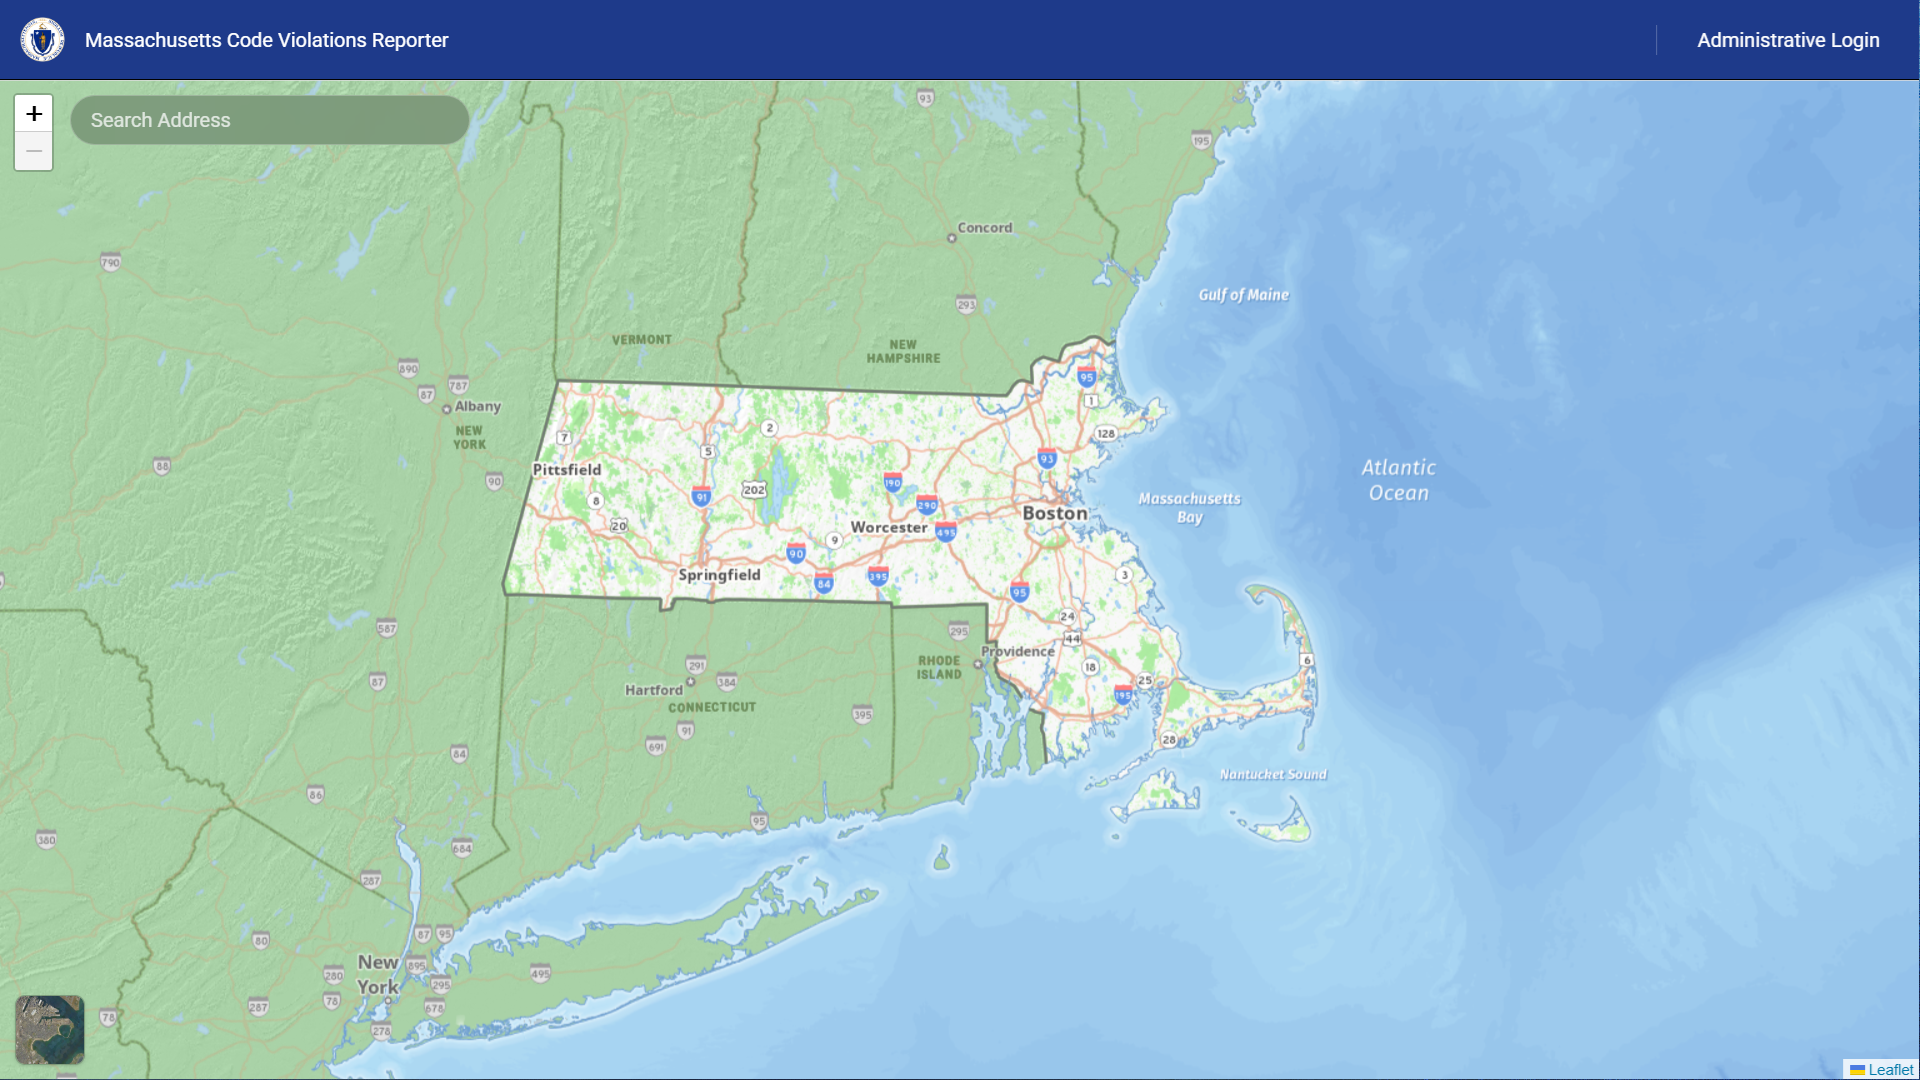 Massachusetts Code Violations Reporter
Administrative Login
+
Search Address
−
93
195
Concord
790
Gulf of Maine
293
VERMONT
NEW
HAMPSHIRE
890
787
87
95
1
Albany
NEW
YORK
2
128
7
5
93
88
Pittsfield
90
Atlantic
Ocean
190
202
91
8
290
Massachusetts
Bay
Boston
20
Worcester
495
9
90
Springfield
84
395
3
95
24
587
295
44
Providence
6
RHODE
ISLAND
291
18
87
384
25
Hartford
195
CONNECTICUT
395
91
691
28
84
Nantucket Sound
86
95
380
684
287
87
95
80
New
York
895
280
495
295
78
287
678
78
278
Leaflet